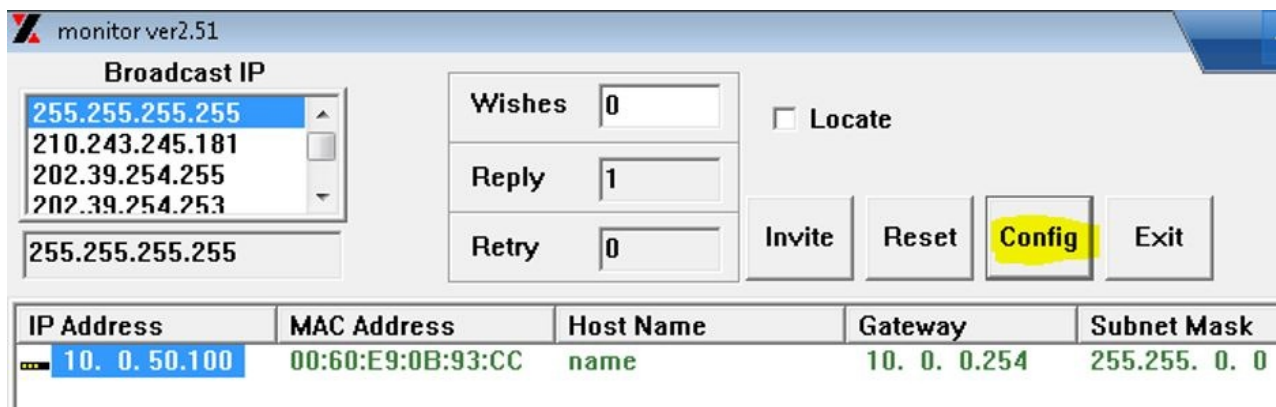 monitor ver2.51
Broadcast IP
255.255.255.255
210.243.245.181
202.39.254.255
202.39.254.253
255.255.255.255
Wishes 0
Reply 1
Retry 0
Locate
Invite Reset Config Exit
IP Address MAC Address Host Name Gateway Subnet Mask
10. 0. 50.100 00:60:E9:0B:93:CC name 10. 0. 0.254 255.255. 0. 0